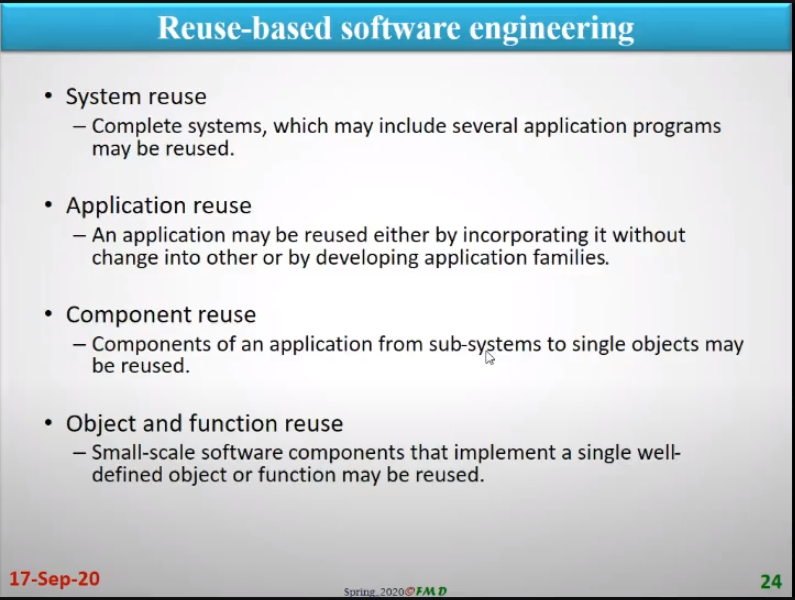 Reuse-based software engineering
• System reuse
– Complete systems, which may include several application programs
may be reused.
• Application reuse
– An application may be reused either by incorporating it without
change into other or by developing application families.
• Component reuse
– Components of an application from sub-systems to single objects may
be reused.
• Object and function reuse
– Small-scale software components that implement a single well-
defined object or function may be reused.
17-Sep-20
Spring_2020©FMD
24